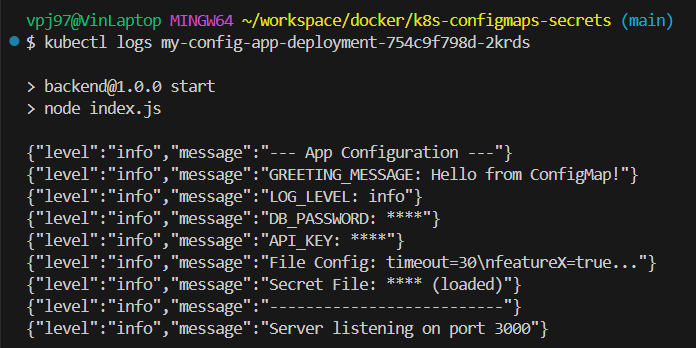 vpj97@VinLaptop MINGW64 ~/workspace/docker/k8s-configmaps-secrets (main)
$ kubectl logs my-config-app-deployment-754c9f798d-2krds
> backend@1.0.0 start
> node index.js
{"level":"info","message":"--- App Configuration ---"}
{"level":"info","message":"GREETING_MESSAGE: Hello from ConfigMap!"}
{"level":"info","message":"LOG_LEVEL: info"}
{"level":"info","message":"DB_PASSWORD: ****"}
{"level":"info","message":"API_KEY: ****"}
{"level":"info","message":"File Config: timeout=30\nfeatureX=true..."}
{"level":"info","message":"Secret File: **** (loaded)"}
{"level":"info","message":"--------------------------"}
{"level":"info","message":"Server listening on port 3000"}